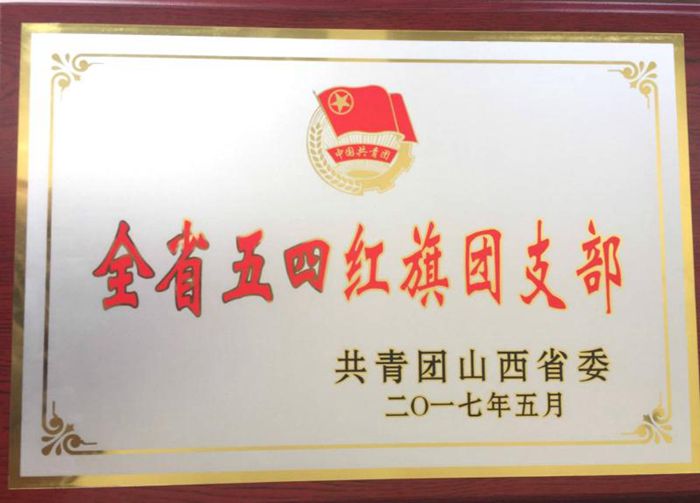 中国共青团
全省五四红旗团支部
共青团山西省委
二〇一七年五月